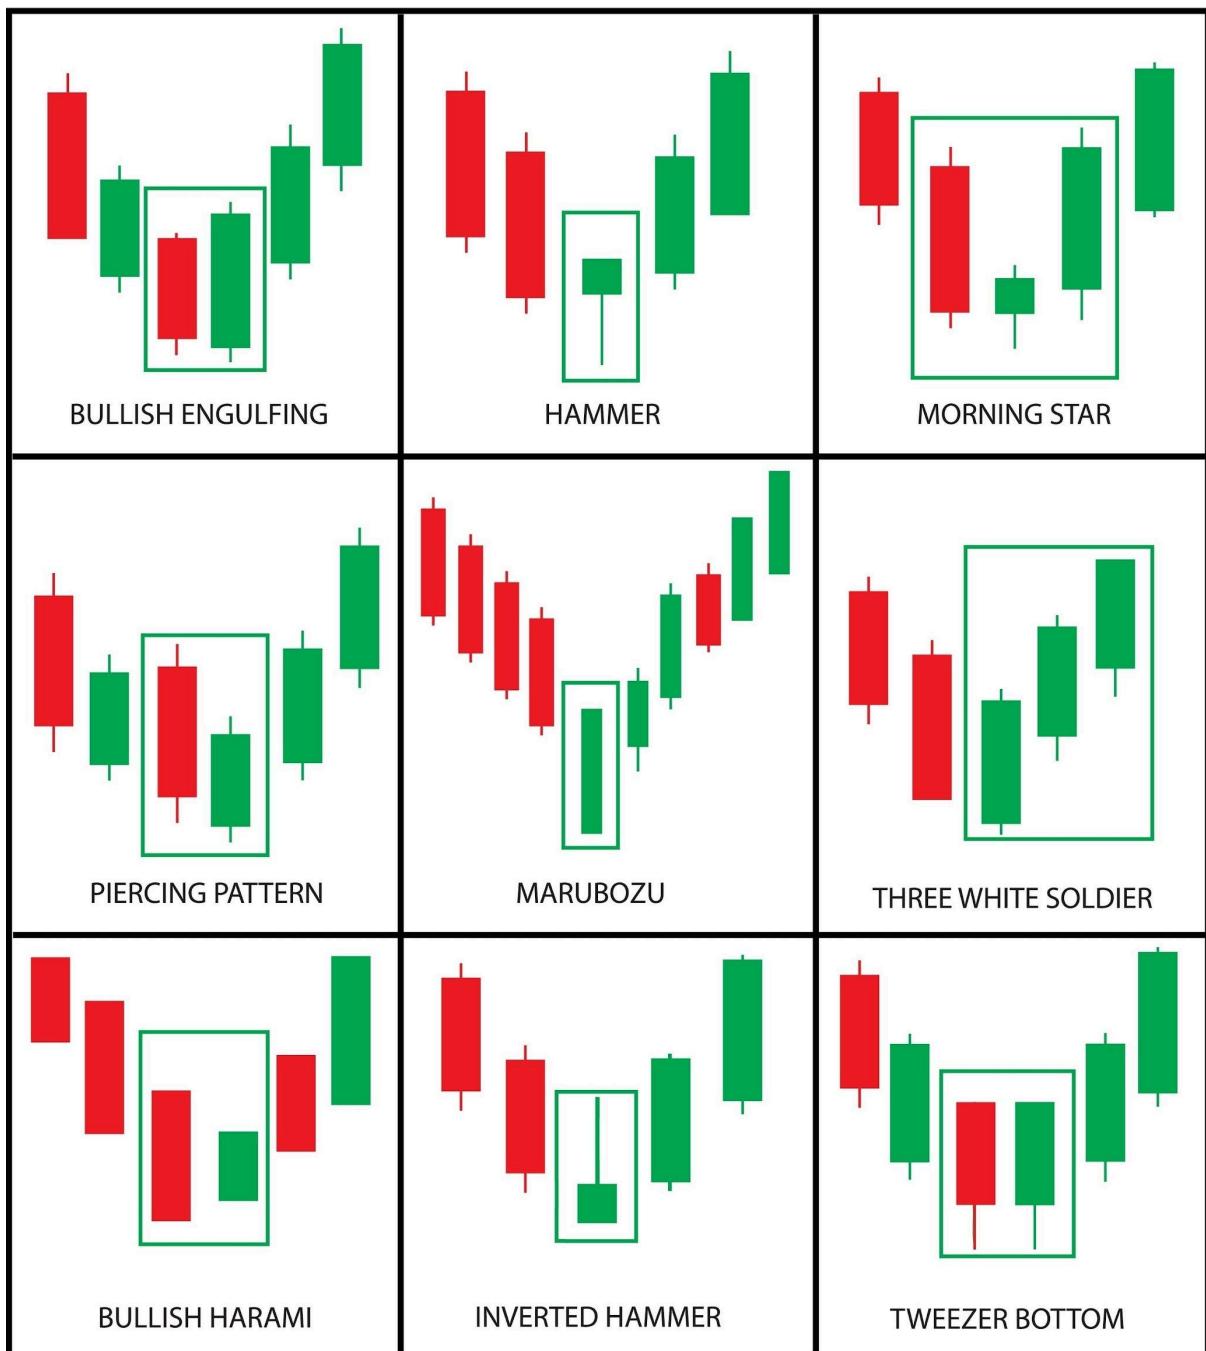 BULLISH ENGULFING
HAMMER
MORNING STAR
PIERCING PATTERN
MARUBOZU
THREE WHITE SOLDIER
BULLISH HARAMI
INVERTED HAMMER
TWEEZER BOTTOM